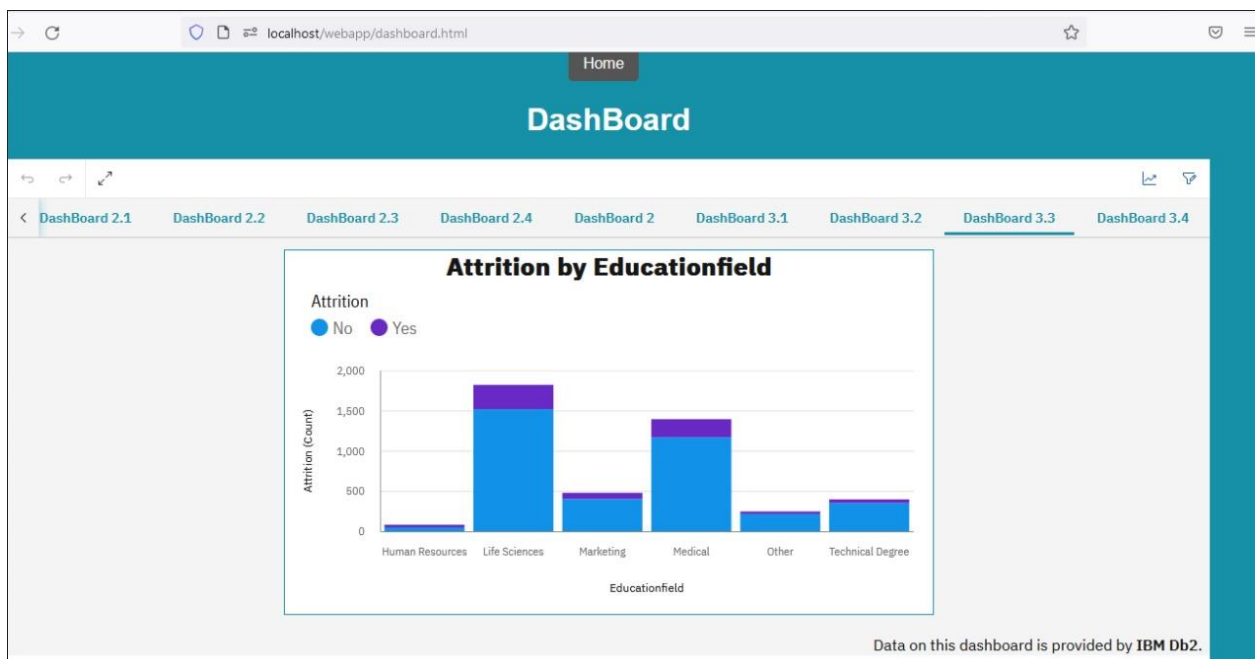 localhost/webapp/dashboard.html
Home
DashBoard
DashBoard 2.1 DashBoard 2.2 DashBoard 2.3 DashBoard 2.4 DashBoard 2 DashBoard 3.1 DashBoard 3.2 DashBoard 3.3 DashBoard 3.4
Attrition by Educationfield
Attrition
No Yes
2,000
1,500
1,000
500
0
Attrition (Count)
Human Resources Life Sciences Marketing Medical Other Technical Degree
Educationfield
Data on this dashboard is provided by IBM Db2.